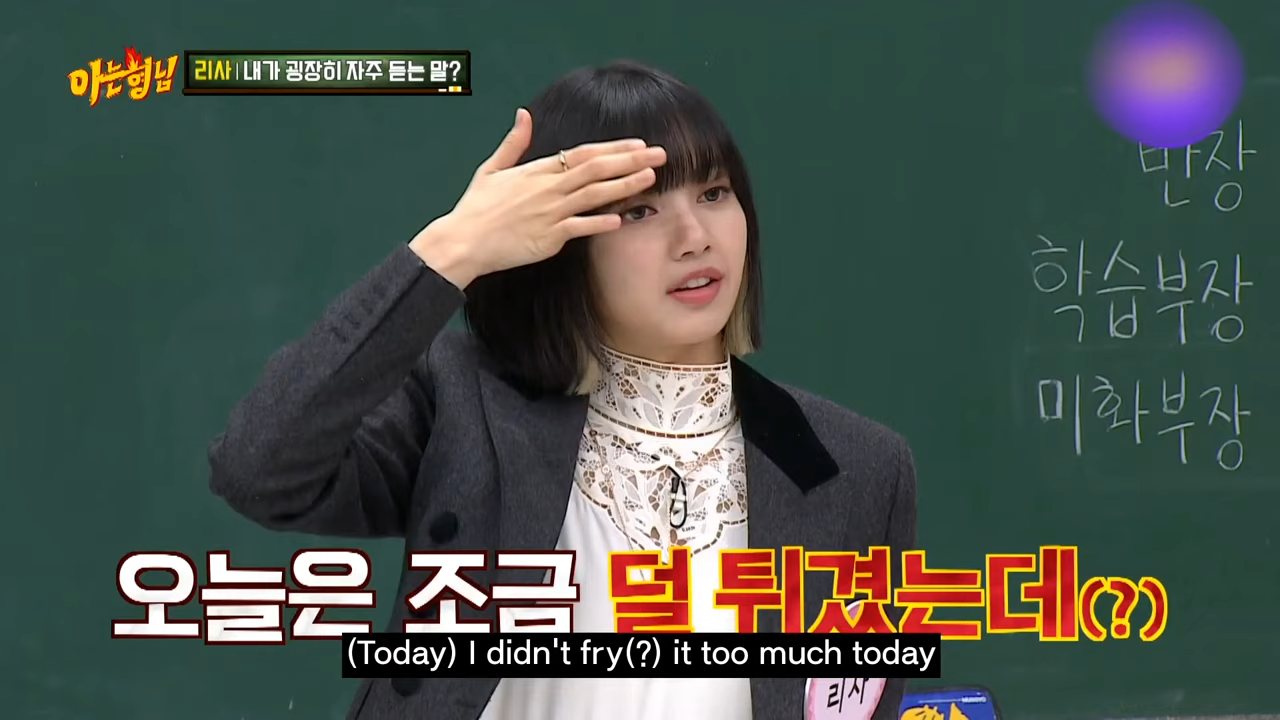 아는형님
리사 | 내가 굉장히 자주 듣는 말?
반장
학습부장
미화부장
오늘은 조금 덜 튀겼는데(?)
(Today) I didn't fry(?) it too much today
리사